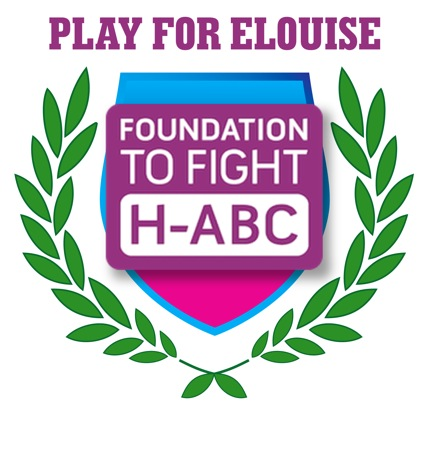 PLAY FOR ELOUISE
FOUNDATION
TO FIGHT
H-ABC